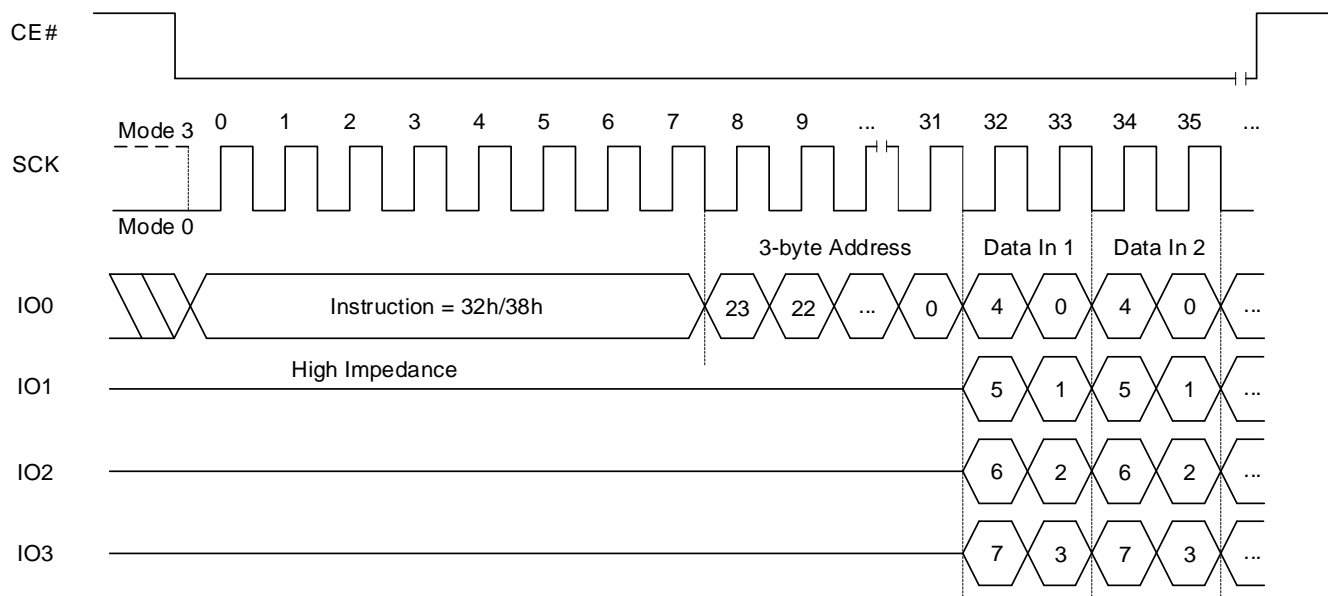 CE#
Mode 3 0 1 2 3 4 5 6 7 8 9 ... 31 32 33 34 35 ...
SCK
Mode 0
3-byte Address Data In 1 Data In 2
IO0 Instruction = 32h/38h 23 22 ... 0 4 0 4 0 ...
High Impedance
IO1 5 1 5 1 ...
IO2 6 2 6 2 ...
IO3 7 3 7 3 ...